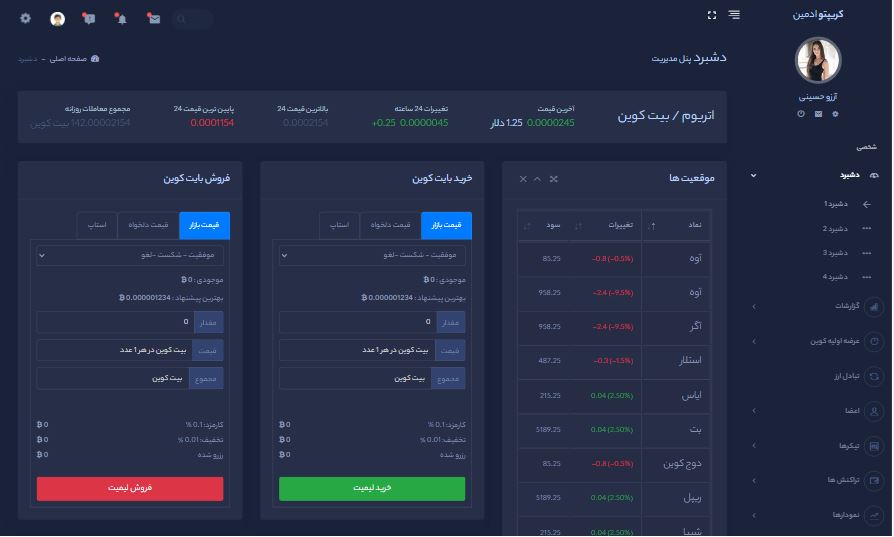 کریپتو ادمین
آرزو حسینی
شخصی
دشبرد
دشبرد 1
دشبرد 2
دشبرد 3
دشبرد 4
گزارشات
عرضه اولیه کوین
تبادل ارز
اعضا
تیکرها
تراکنش ها
نمودارها
دشبرد پنل مدیریت
صفحه اصلی - دشبرد
اتریوم / بیت کوین
آخرین قیمت
0.0000245 1.25 دلار
تغییرات 24 ساعته
0.0000045 +0.25
بالاترین قیمت 24
0.0002154
پایین ترین قیمت 24
0.0001154
مجموع معاملات روزانه
142.00002154 بیت کوین
موقعیت ها
نماد تغییرات سود
آوه -0.8 (-0.5%) 85.25
آوه -2.4 (-9.5%) 958.25
آگر -2.4 (-9.5%) 958.25
استلار -0.3 (-1.5%) 487.25
ایاس 0.04 (2.50%) 215.25
بت 0.04 (2.50%) 5189.25
دوج کوین -0.8 (-0.5%) 85.25
ریپل 0.04 (2.50%) 5189.25
شیبا 0.04 (2.50%) 215.25
خرید بایت کوین
قیمت بازار قیمت دلخواه استاپ
موفقیت - شکست -لغو
موجودی : 0 ₿
بهترین پیشنهاد : 0.000001234 ₿
مقدار 0
قیمت بیت کوین در هر 1 عدد
مجموع بیت کوین
کارمزد: 0.1 % 0 ₿
تخفیف: 0.01 % 0 ₿
رزرو شده 0 ₿
خرید لیمیت
فروش بایت کوین
قیمت بازار قیمت دلخواه استاپ
موفقیت - شکست -لغو
موجودی : 0 ₿
بهترین پیشنهاد : 0.000001234 ₿
مقدار 0
قیمت بیت کوین در هر 1 عدد
مجموع بیت کوین
کارمزد: 0.1 % 0 ₿
تخفیف: 0.01 % 0 ₿
رزرو شده 0 ₿
فروش لیمیت